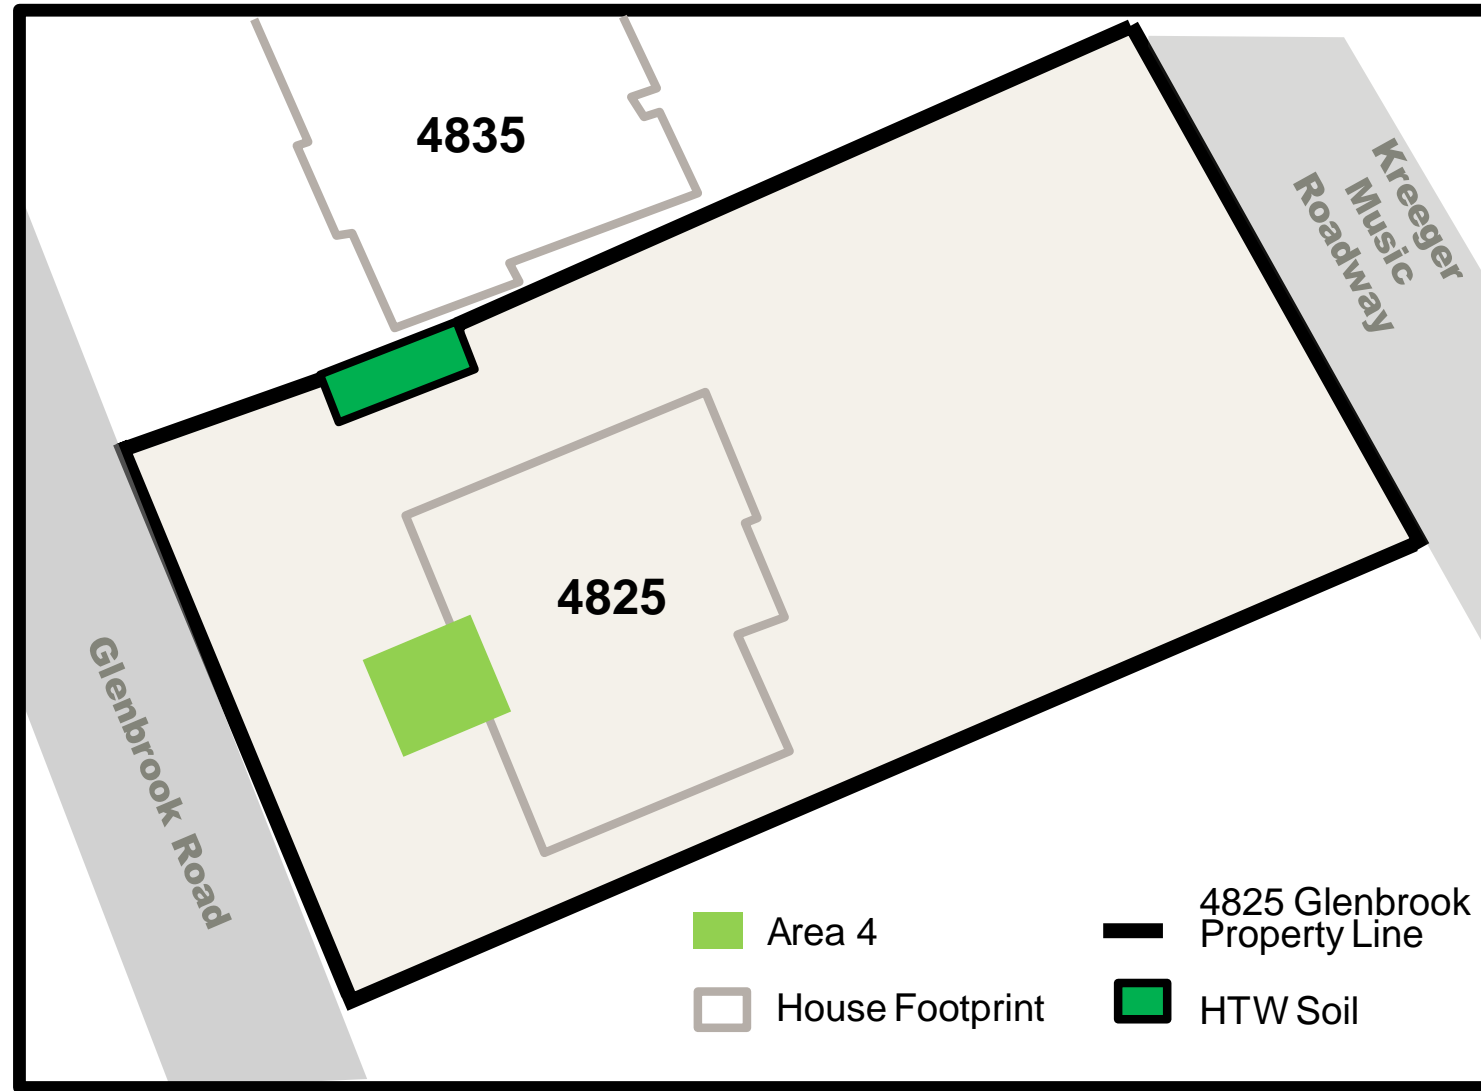 4835
Kreeger
Music
Roadway
4825
Glenbrook Road
Area 4
4825 Glenbrook
Property Line
House Footprint
HTW Soil